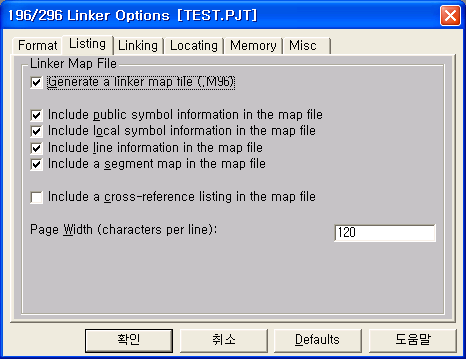 196/296 Linker Options [TEST.PJT]
Format Listing Linking Locating Memory Misc
Linker Map File
Generate a linker map file (.M96)
Include public symbol information in the map file
Include local symbol information in the map file
Include line information in the map file
Include a segment map in the map file
Include a cross-reference listing in the map file
Page Width (characters per line): 120
확인 취소 Defaults 도움말